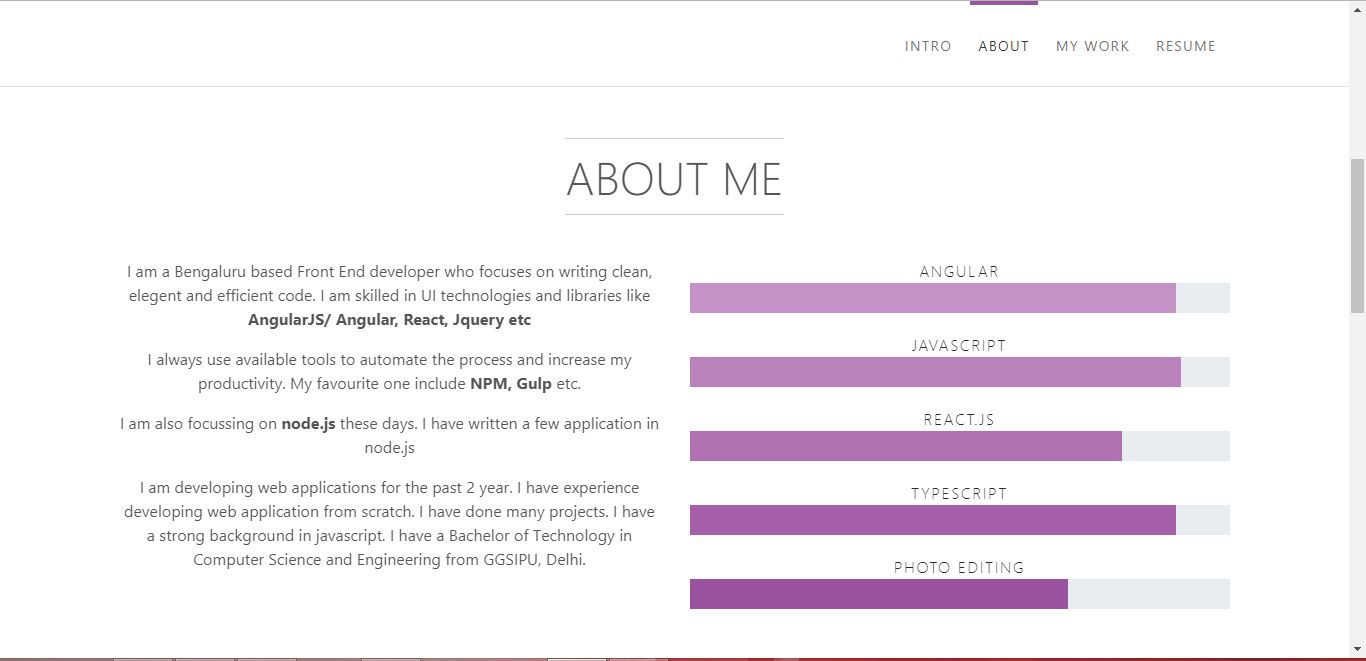 INTRO ABOUT MY WORK RESUME
ABOUT ME
I am a Bengaluru based Front End developer who focuses on writing clean,
elegent and efficient code. I am skilled in UI technologies and libraries like
AngularJS/ Angular, React, Jquery etc
I always use available tools to automate the process and increase my
productivity. My favourite one include NPM, Gulp etc.
I am also focussing on node.js these days. I have written a few application in
node.js
I am developing web applications for the past 2 year. I have experience
developing web application from scratch. I have done many projects. I have
a strong background in javascript. I have a Bachelor of Technology in
Computer Science and Engineering from GGSIPU, Delhi.
ANGULAR
JAVASCRIPT
REACT.JS
TYPESCRIPT
PHOTO EDITING